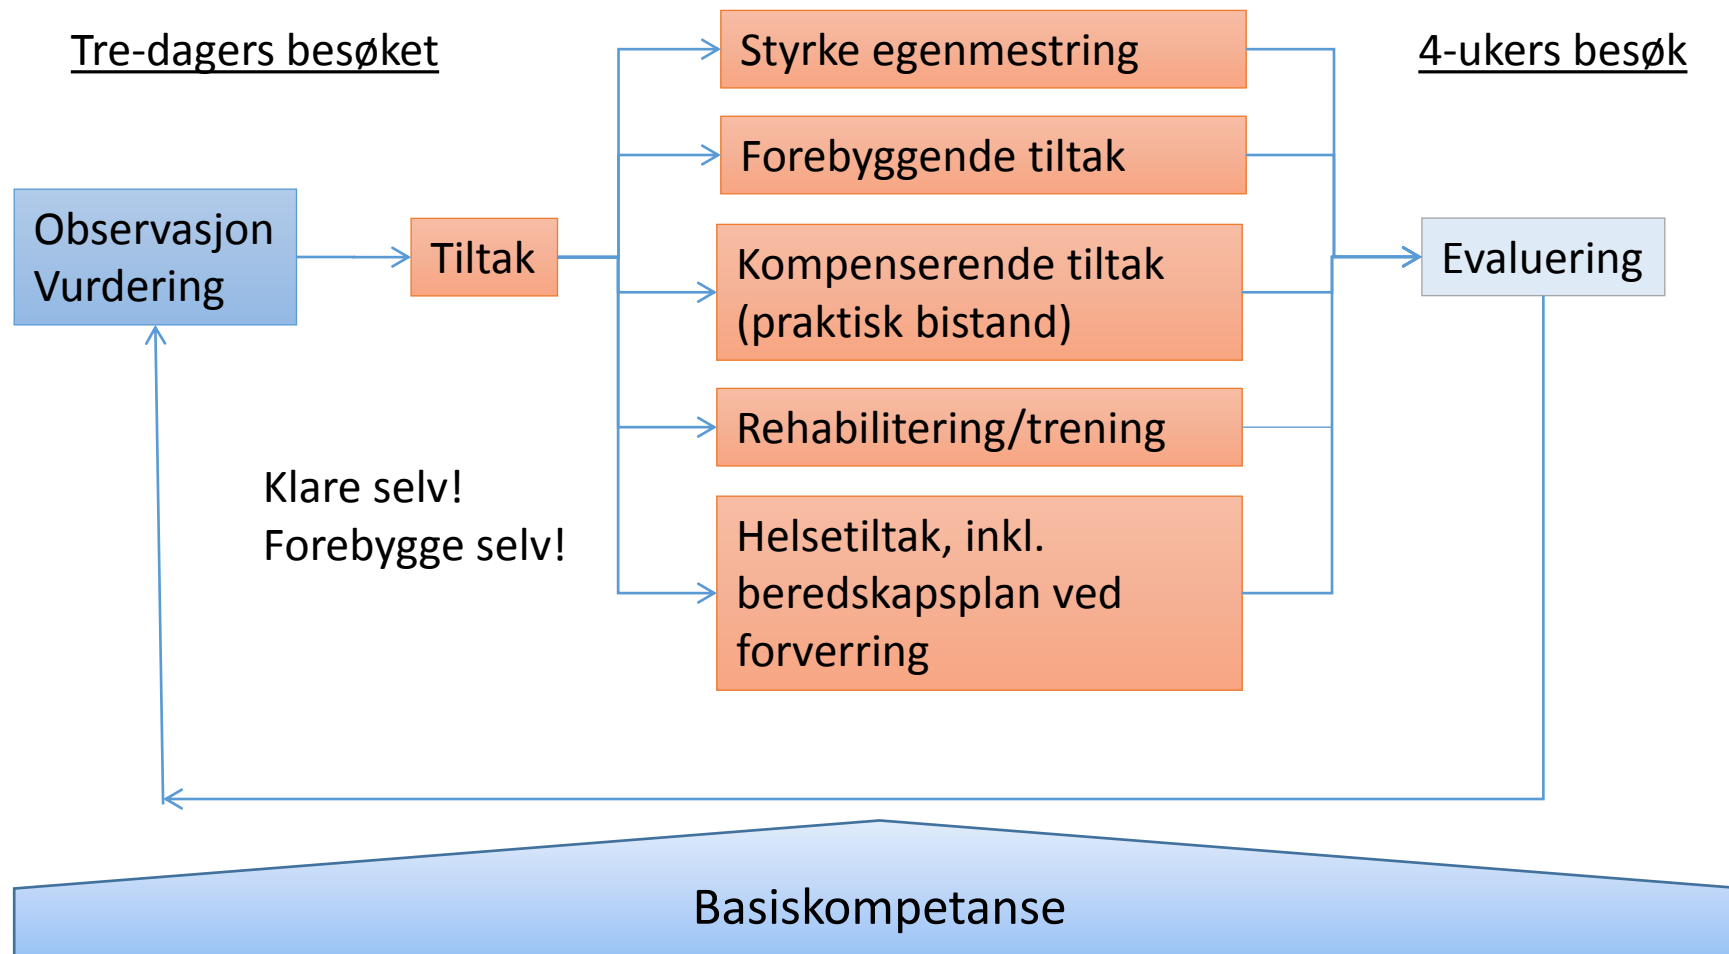 Tre-dagers besøket
4-ukers besøk
Observasjon
Vurdering
Tiltak
Styrke egenmestring
Forebyggende tiltak
Kompenserende tiltak
(praktisk bistand)
Rehabilitering/trening
Helsetiltak, inkl.
beredskapsplan ved
forverring
Evaluering
Klare selv!
Forebygge selv!
Basiskompetanse